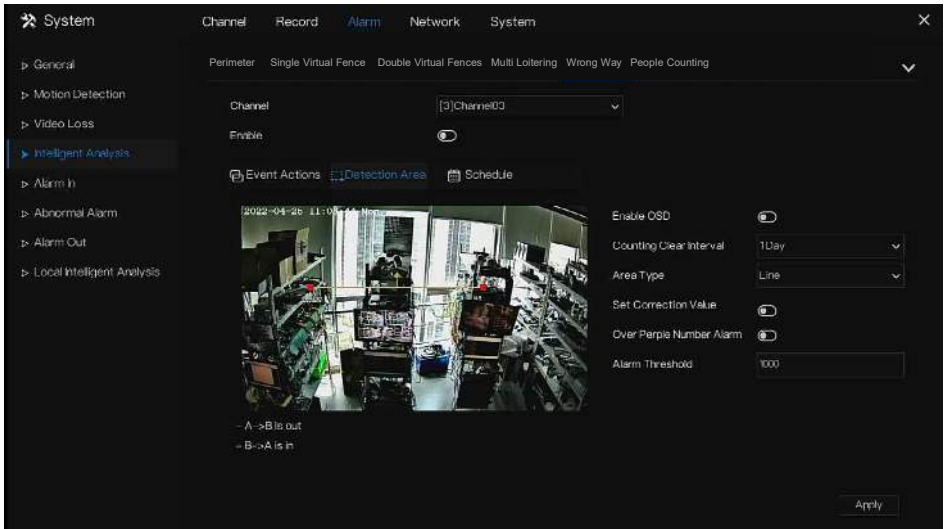 System
Channel Record Alarm Network System
General
Motion Detection
Video Loss
Intelligent Analysis
Alarm In
Abnormal Alarm
Alarm Out
Local Intelligent Analysis
Perimeter Single Virtual Fence Double Virtual Fences Multi Loitering Wrong Way People Counting
Channel [3]Channel03
Enable
Event Actions Detection Area Schedule
2022-04-26 11:0
Enable OSD
Counting Clear Interval 1Day
Area Type Line
Set Correction Value
Over Perple Number Alarm
Alarm Threshold 1000
- A->B is out
- B->A is in
Apply